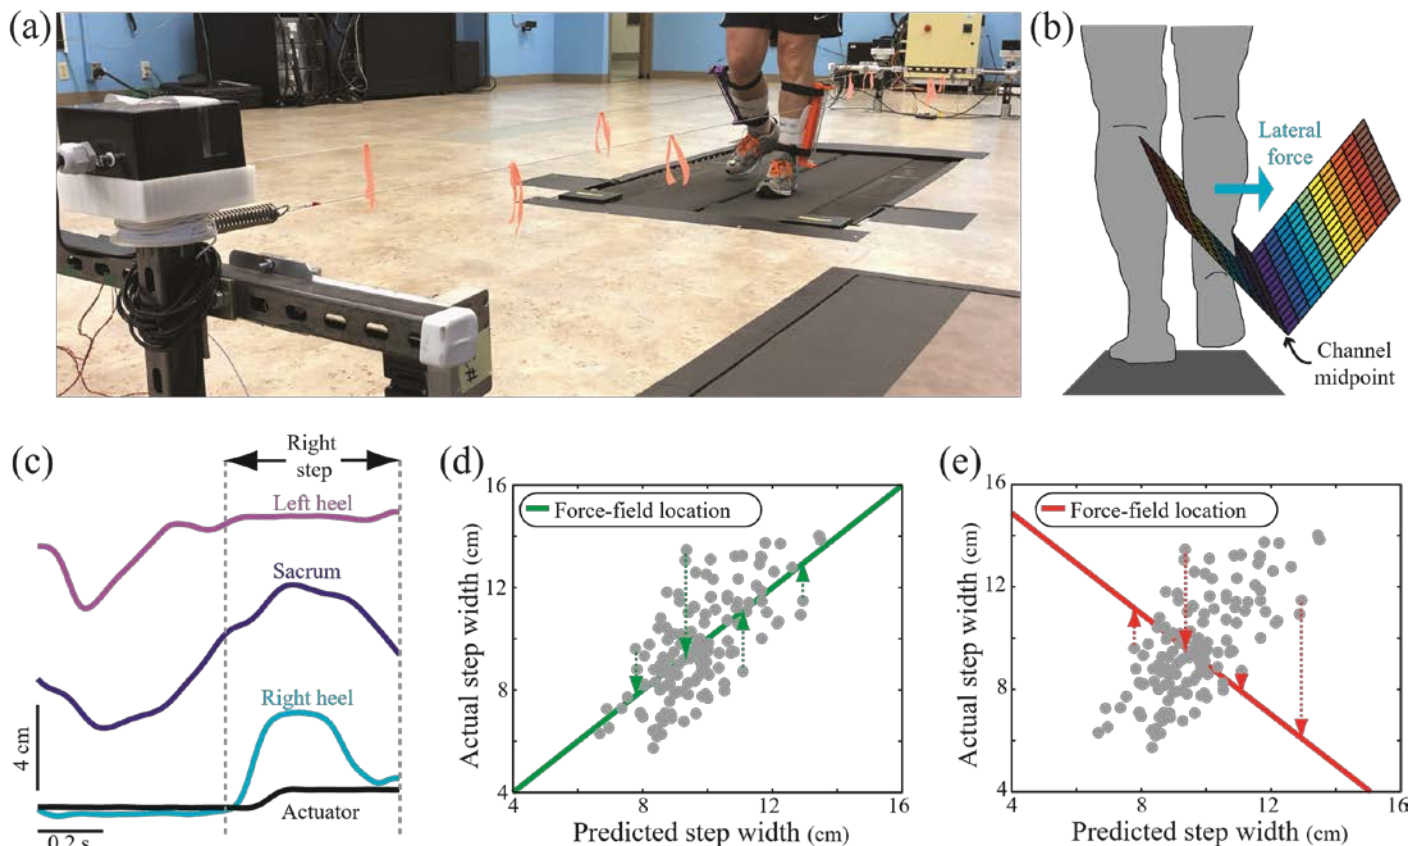 (a)
(b)
Lateral
force
Channel
midpoint
(c)
Right
step
Left heel
Sacrum
Right heel
Actuator
4 cm
0.2 s
(d)
Force-field location
Actual step width (cm)
16
12
8
4
4 8 12 16
Predicted step width (cm)
(e)
Force-field location
Actual step width (cm)
16
12
8
4
4 8 12 16
Predicted step width (cm)